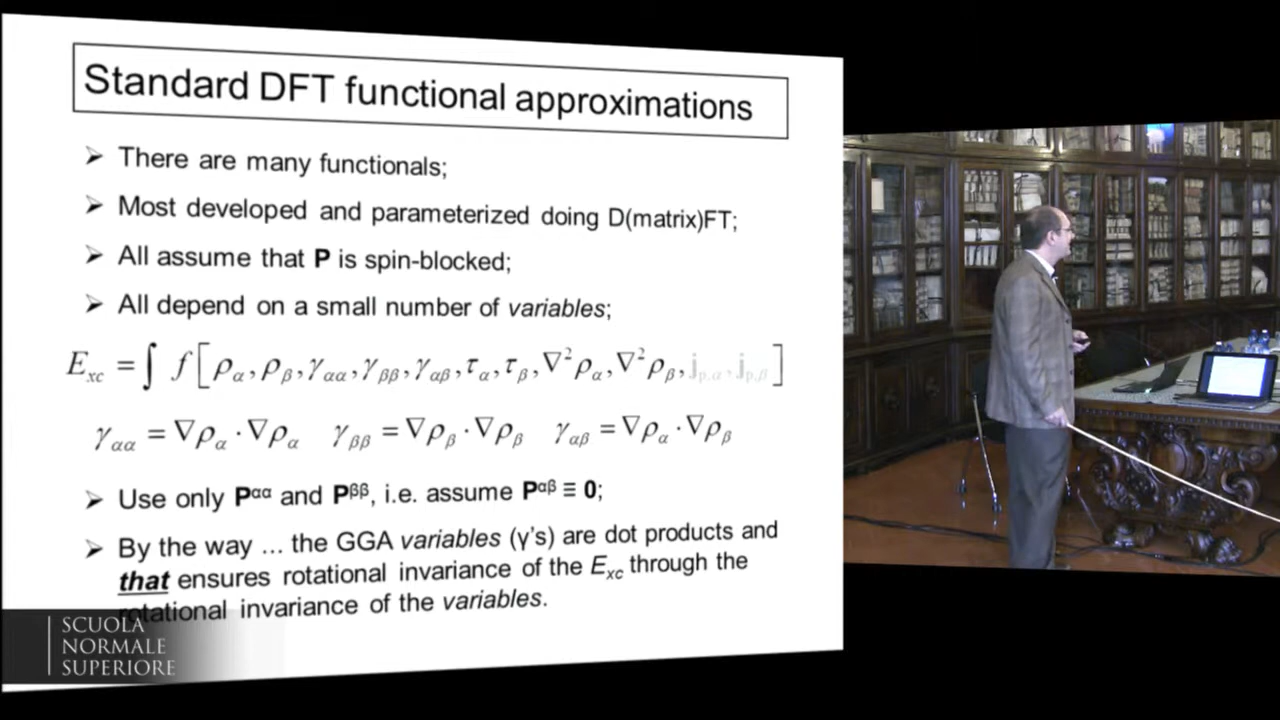 Standard DFT functional approximations
➢ There are many functionals;
➢ Most developed and parameterized doing D(matrix)FT;
➢ All assume that P is spin-blocked;
➢ All depend on a small number of variables;
E_xc = ∫ f [ρ_α, ρ_β, γ_αα, γ_ββ, γ_αβ, τ_α, τ_β, ∇²ρ_α, ∇²ρ_β, j_p,α, j_p,β]
γ_αα = ∇ρ_α · ∇ρ_α γ_ββ = ∇ρ_β · ∇ρ_β γ_αβ = ∇ρ_α · ∇ρ_β
➢ Use only P^αα and P^ββ, i.e. assume P^αβ ≡ 0;
➢ By the way ... the GGA variables (γ's) are dot products and
that ensures rotational invariance of the E_xc through the
rotational invariance of the variables.
SCUOLA
NORMALE
SUPERIORE